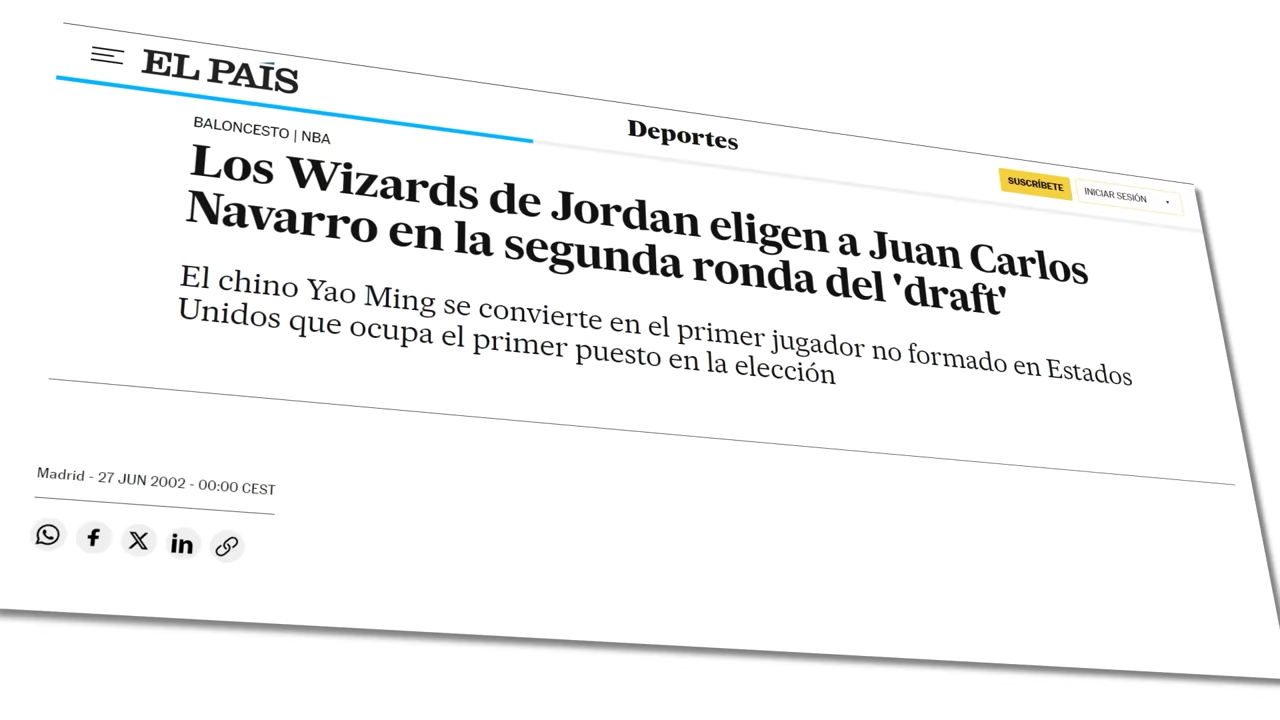 EL PAÍS
Deportes
SUSCRÍBETE
INICIAR SESIÓN
BALONCESTO | NBA
Los Wizards de Jordan eligen a Juan Carlos
Navarro en la segunda ronda del 'draft'
El chino Yao Ming se convierte en el primer jugador no formado en Estados
Unidos que ocupa el primer puesto en la elección
Madrid - 27 JUN 2002 - 00:00 CEST